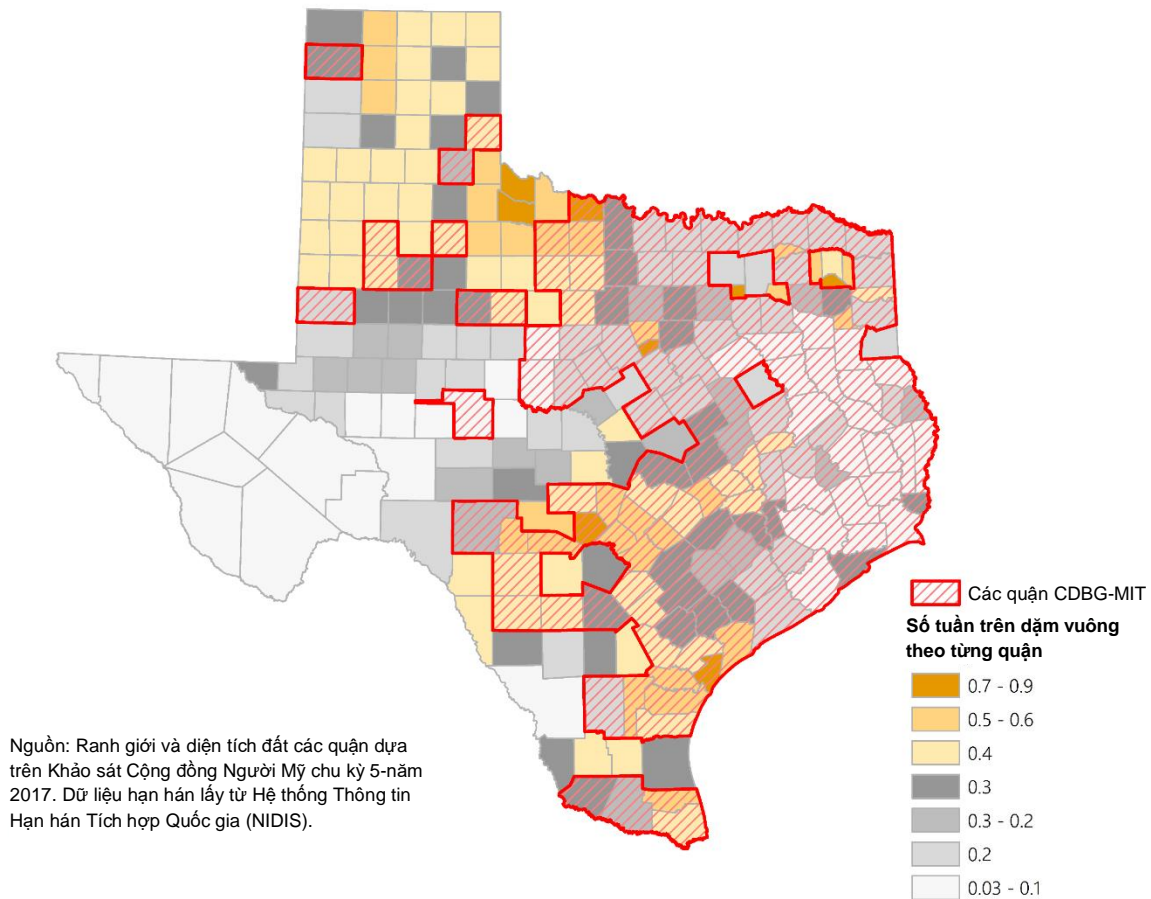 Các quận CDBG-MIT
Số tuần trên dặm vuông
theo từng quận
0.7 - 0.9
0.5 - 0.6
0.4
0.3
0.3 - 0.2
0.2
0.03 - 0.1
Nguồn: Ranh giới và diện tích đất các quận dựa
trên Khảo sát Cộng đồng Người Mỹ chu kỳ 5-năm
2017. Dữ liệu hạn hán lấy từ Hệ thống Thông tin
Hạn hán Tích hợp Quốc gia (NIDIS).